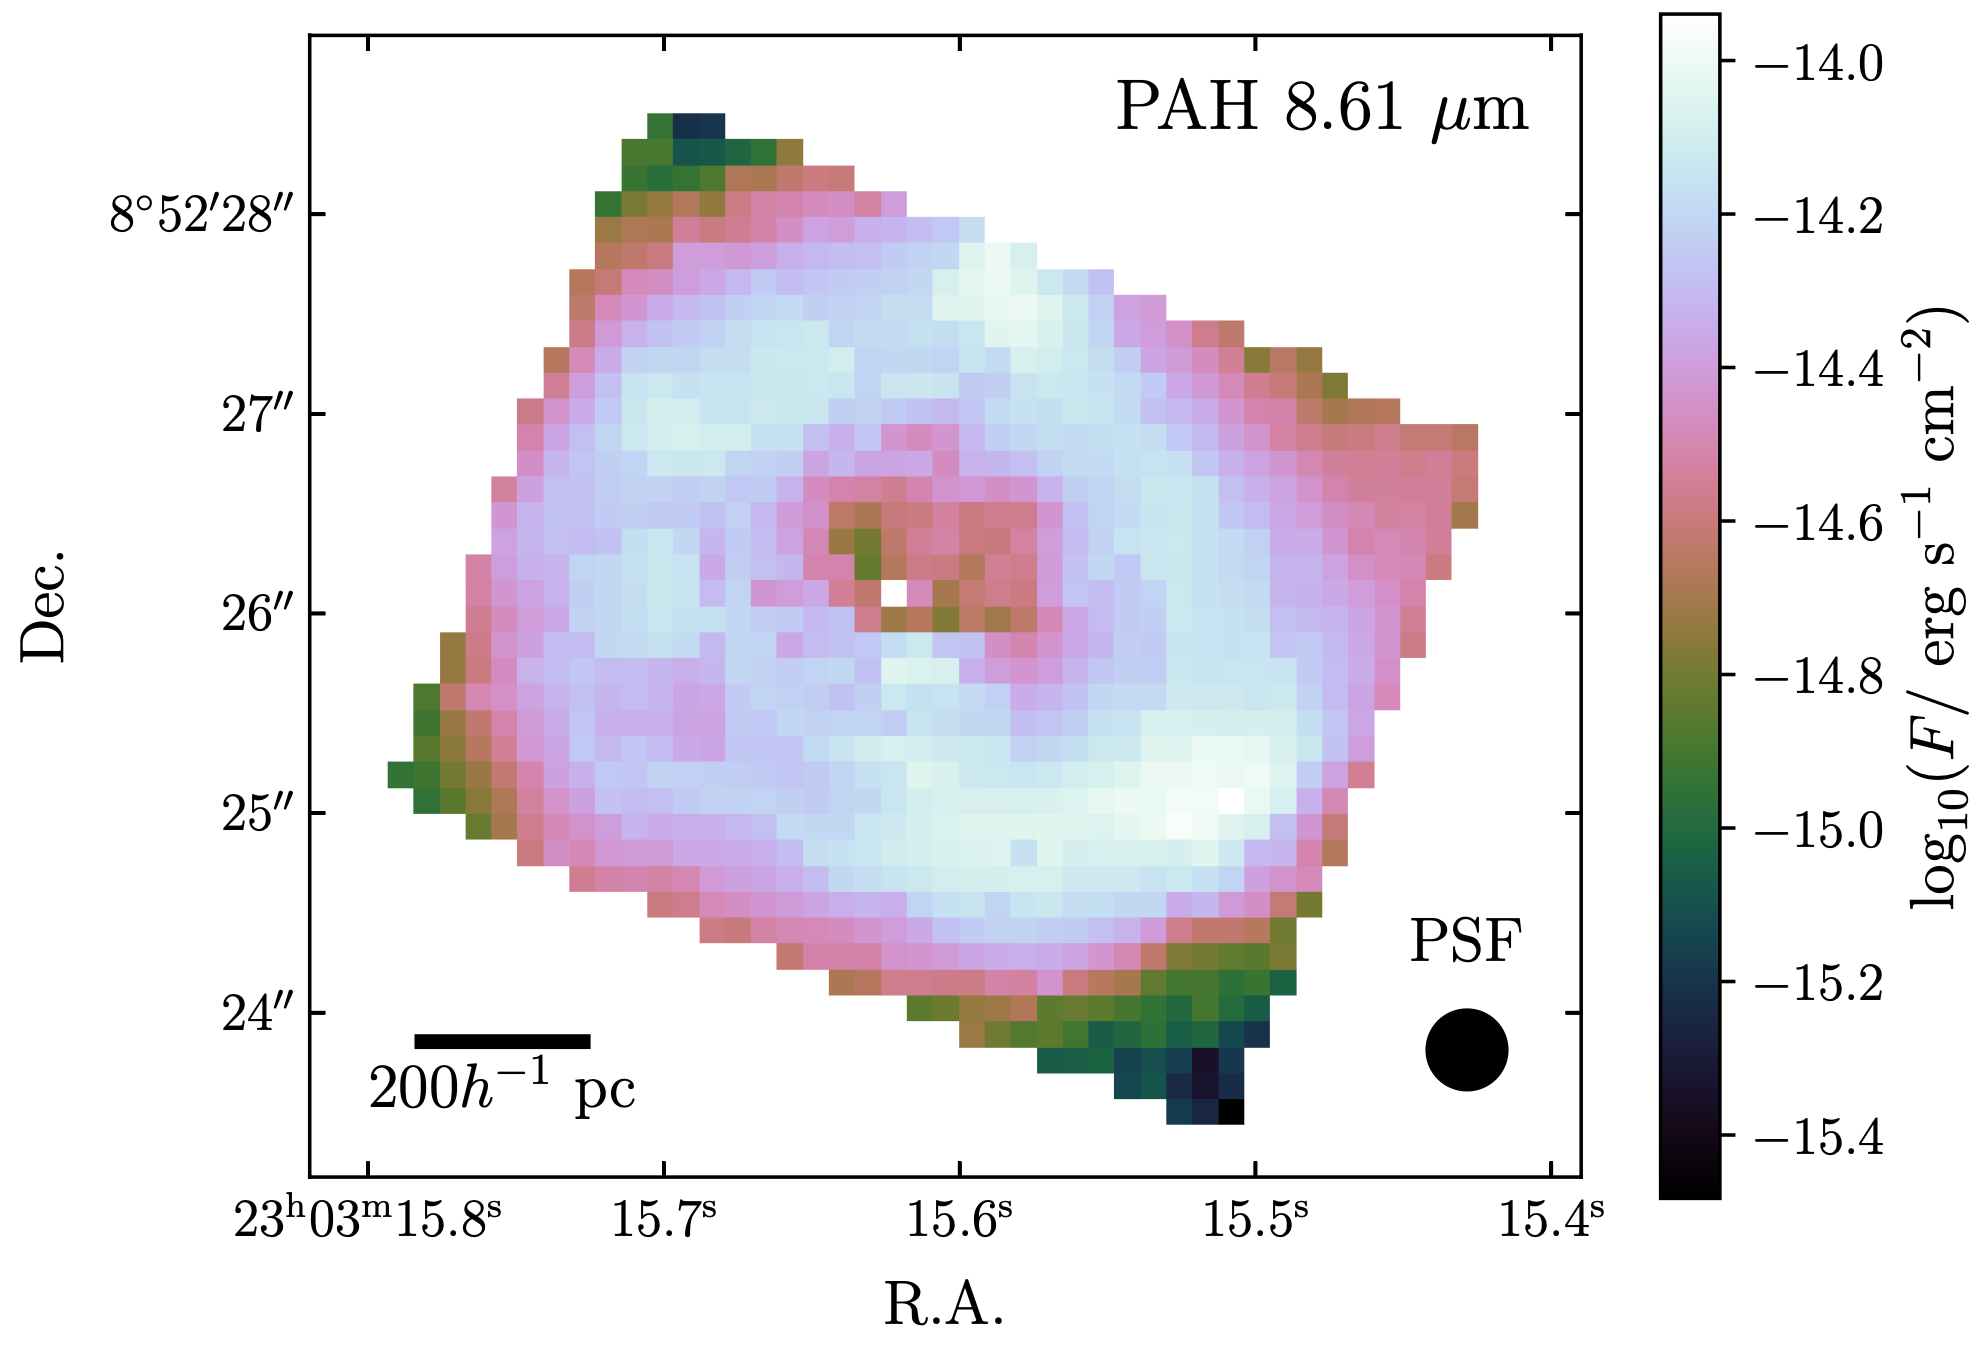 PAH 8.61 μm
8°52′28″
27″
26″
25″
24″
Dec.
200h⁻¹ pc
PSF
23ʰ03ᵐ15.8ˢ
15.7ˢ
15.6ˢ
15.5ˢ
15.4ˢ
R.A.
−14.0
−14.2
−14.4
−14.6
−14.8
−15.0
−15.2
−15.4
log₁₀(F/ erg s⁻¹ cm⁻²)